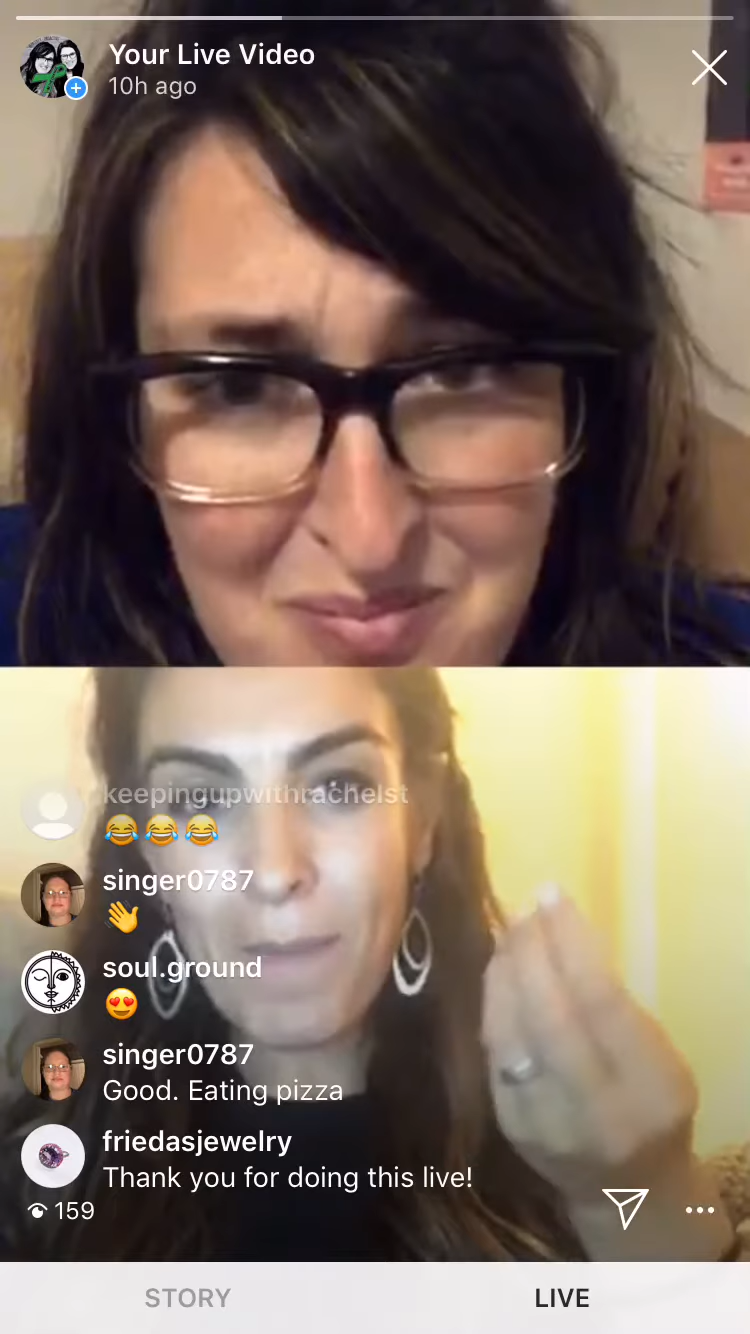 Your Live Video
10h ago
keepingupwithrachelst
😂😂😂
singer0787
👋
soul.ground
😍
singer0787
Good. Eating pizza
friedasjewelry
Thank you for doing this live!
159
STORY
LIVE